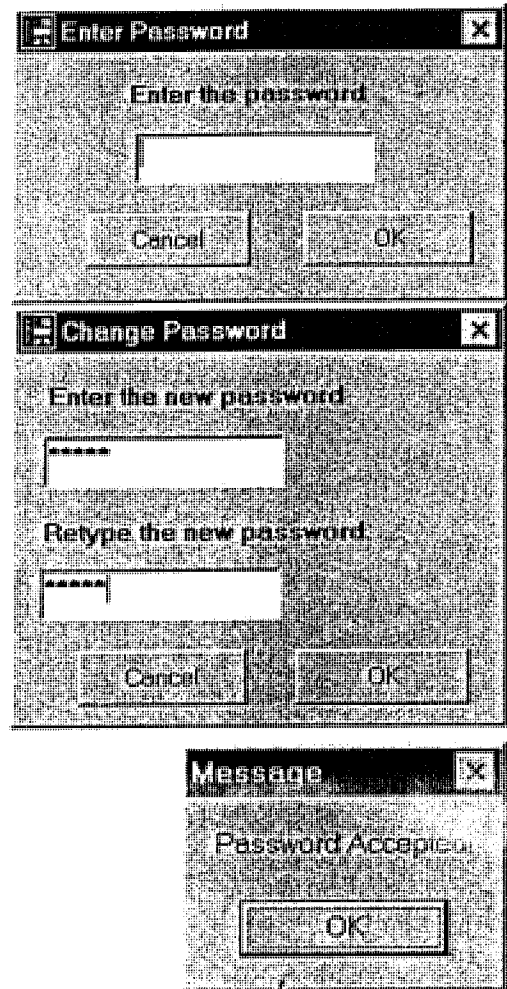 Enter Password
Enter the password
Cancel OK
Change Password
Enter the new password:
*****
Retype the new password:
*****
Cancel OK
Message
Password Accepted.
OK